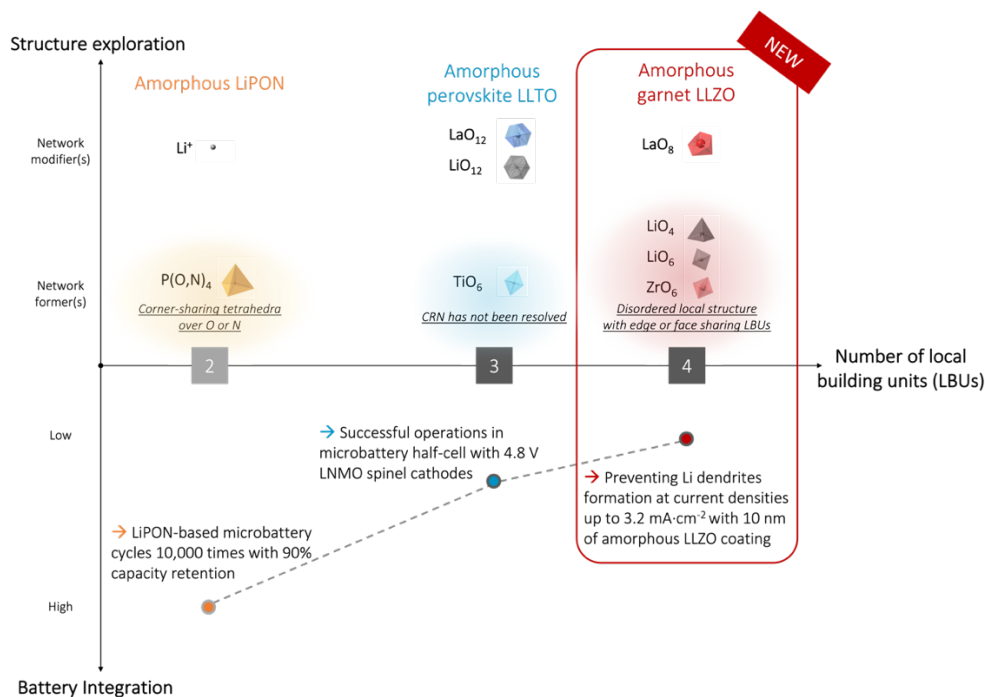 Structure exploration
NEW
Amorphous LiPON
Amorphous
perovskite LLTO
Amorphous
garnet LLZO
Network
modifier(s)
Li⁺
LaO₁₂
LiO₁₂
LaO₈
Network
former(s)
P(O,N)₄
Corner-sharing tetrahedra
over O or N
TiO₆
CRN has not been resolved
LiO₄
LiO₆
ZrO₆
Disordered local structure
with edge or face sharing LBUs
2
3
4
Number of local
building units (LBUs)
Low
→ Successful operations in
microbattery half-cell with 4.8 V
LNMO spinel cathodes
→ Preventing Li dendrites
formation at current densities
up to 3.2 mA·cm⁻² with 10 nm
of amorphous LLZO coating
→ LiPON-based microbattery
cycles 10,000 times with 90%
capacity retention
High
Battery Integration